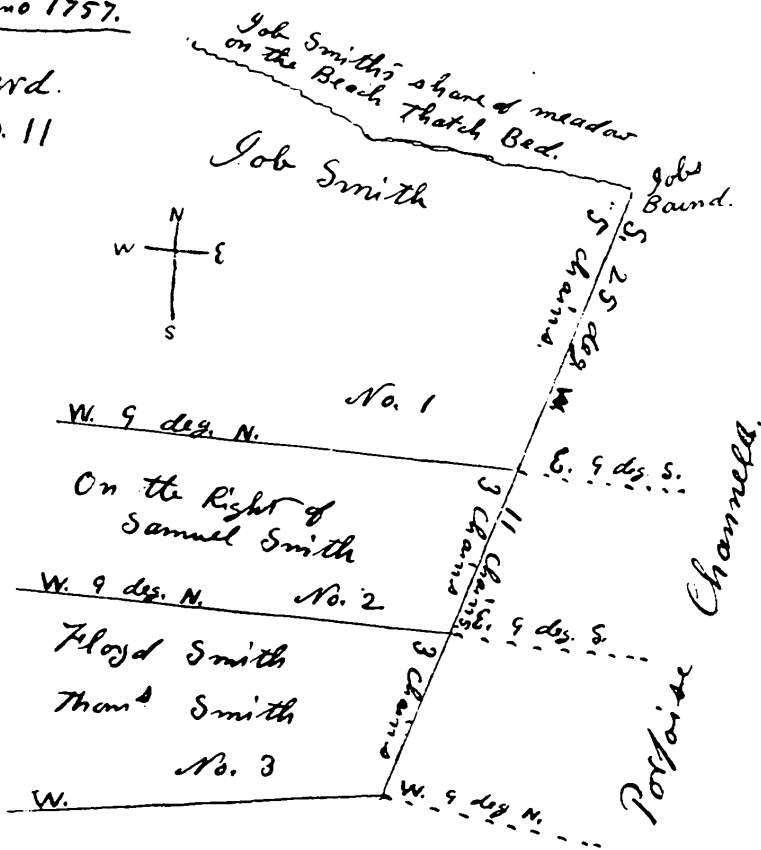 no 1757.
rd.
. 11
Job Smith's share of meadow
on the Beach Thatch Bed.
Job Smith
Jobs
Bound.
N
W E
S
S. 25 deg W
5 chains.
No. 1
W. 9 deg. N.
E. 9 deg. S.
On the Right of
Samuel Smith
3 Chains
11 Chains
W. 9 deg. N.
No. 2
E. 9 deg. S.
Floyd Smith
Thoms Smith
3 Chains
No. 3
W.
W. 9 deg N.
Porpoise Channell.